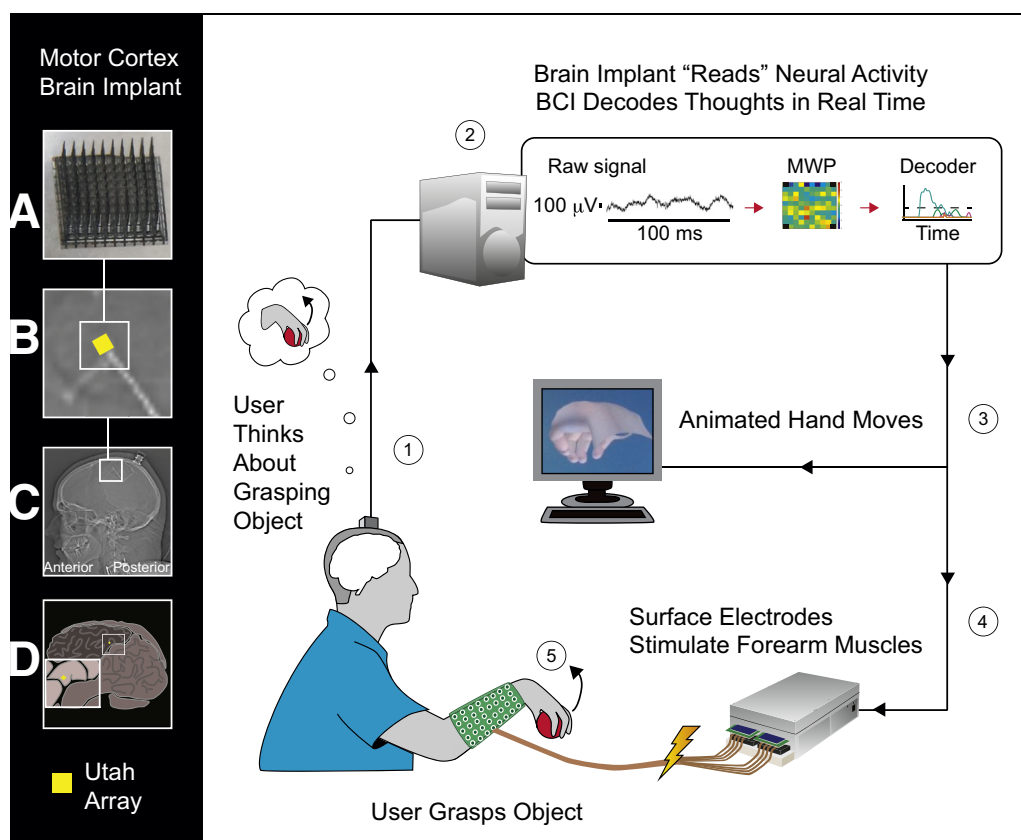 Motor Cortex
Brain Implant
A
B
C
Anterior Posterior
D
Utah
Array
Brain Implant “Reads” Neural Activity
BCI Decodes Thoughts in Real Time
2
Raw signal
MWP
Decoder
100 μV
100 ms
Time
User
Thinks
About
Grasping
Object
1
Animated Hand Moves
3
Surface Electrodes
Stimulate Forearm Muscles
4
5
User Grasps Object